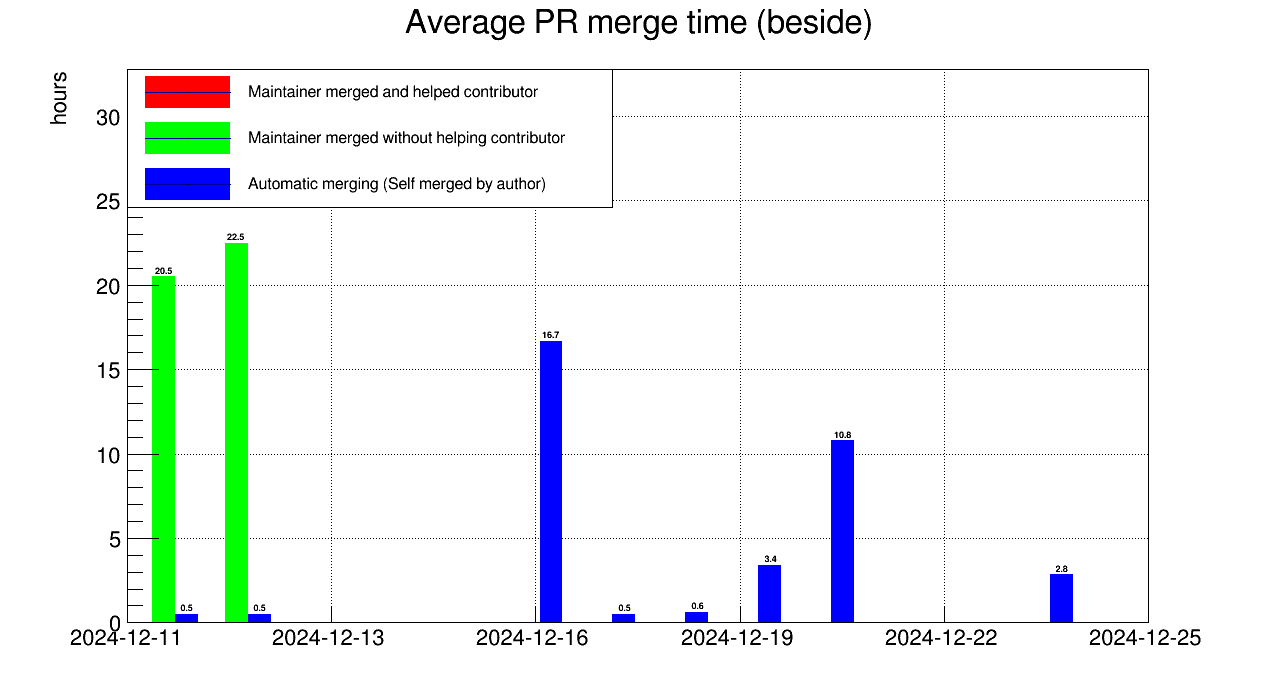 Average PR merge time (beside)
hours
Maintainer merged and helped contributor
Maintainer merged without helping contributor
Automatic merging (Self merged by author)
30
25
20
15
10
5
0
20.5
0.5
22.5
0.5
16.7
0.5
0.6
3.4
10.8
2.8
2024-12-11 2024-12-13 2024-12-16 2024-12-19 2024-12-22 2024-12-25